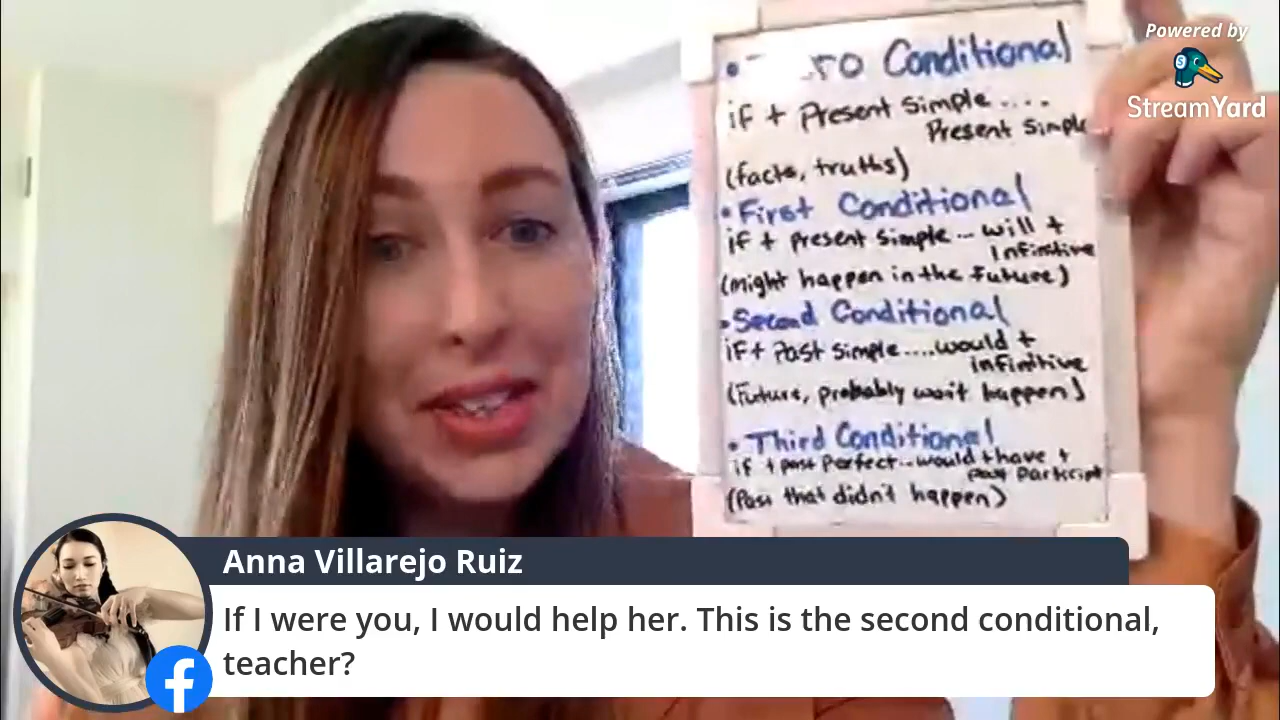 Powered by
StreamYard
Conditional
if + Present Simple ....
Present Simple
(facts, truths)
• First Conditional
if + present simple ... will +
Infinitive
(might happen in the future)
• Second Conditional
if + Past simple....would +
infinitive
(Future, probably won't happen)
• Third Conditional
if + past Perfect...would + have +
past
(Past that didn't happen)
Anna Villarejo Ruiz
If I were you, I would help her. This is the second conditional,
teacher?